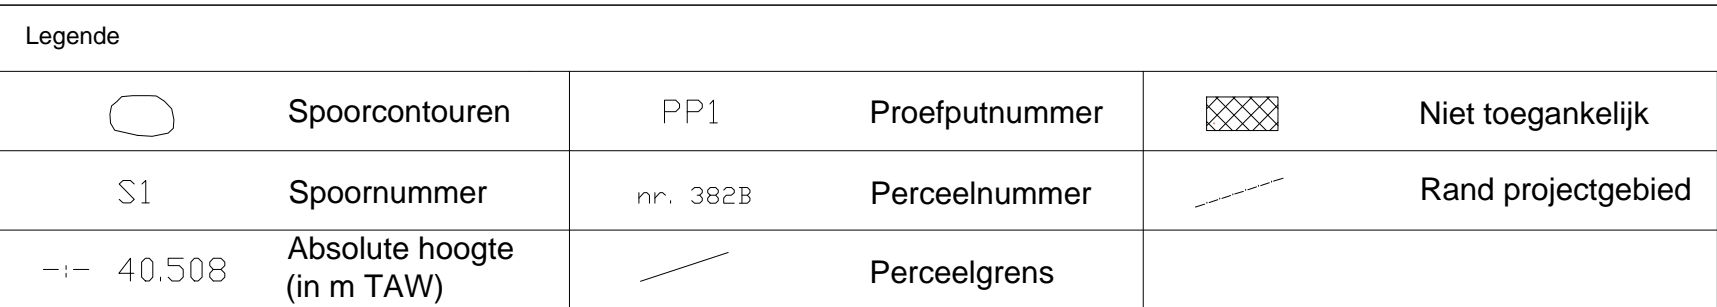 Legende
Spoorcontouren
PP1 Proefputnummer
Niet toegankelijk
S1 Spoornummer
nr. 382B Perceelnummer
Rand projectgebied
-:- 40.508 Absolute hoogte
(in m TAW)
Perceelgrens